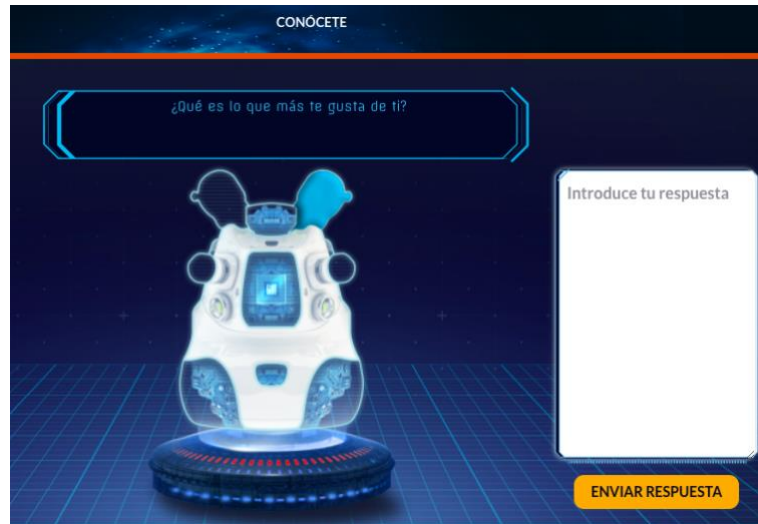 CONÓCETE
¿Qué es lo que más te gusta de ti?
Introduce tu respuesta
ENVIAR RESPUESTA